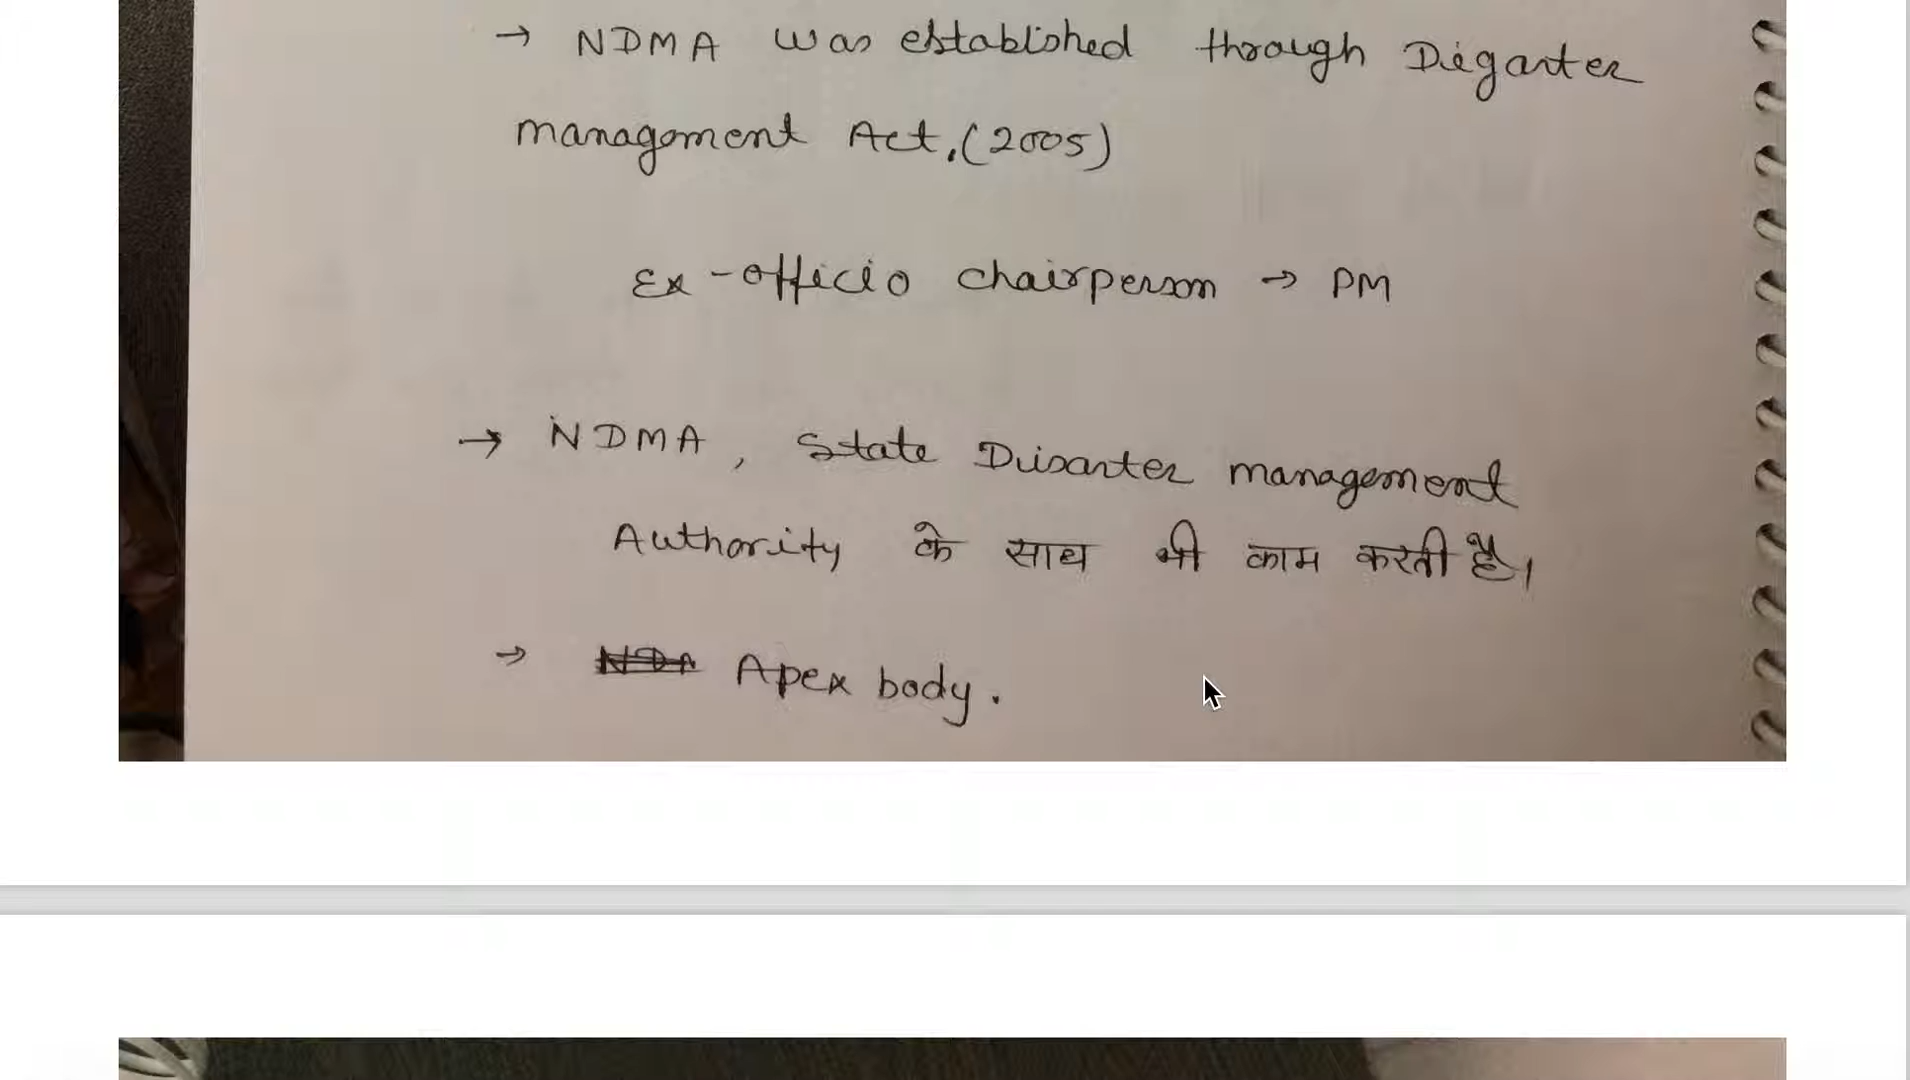 → NDMA was established through Disaster
management Act.(2005)
Ex-officio chairperson → PM
→ NDMA, State Disaster management
Authority के साथ भी काम करती है।
→ NDA Apex body.